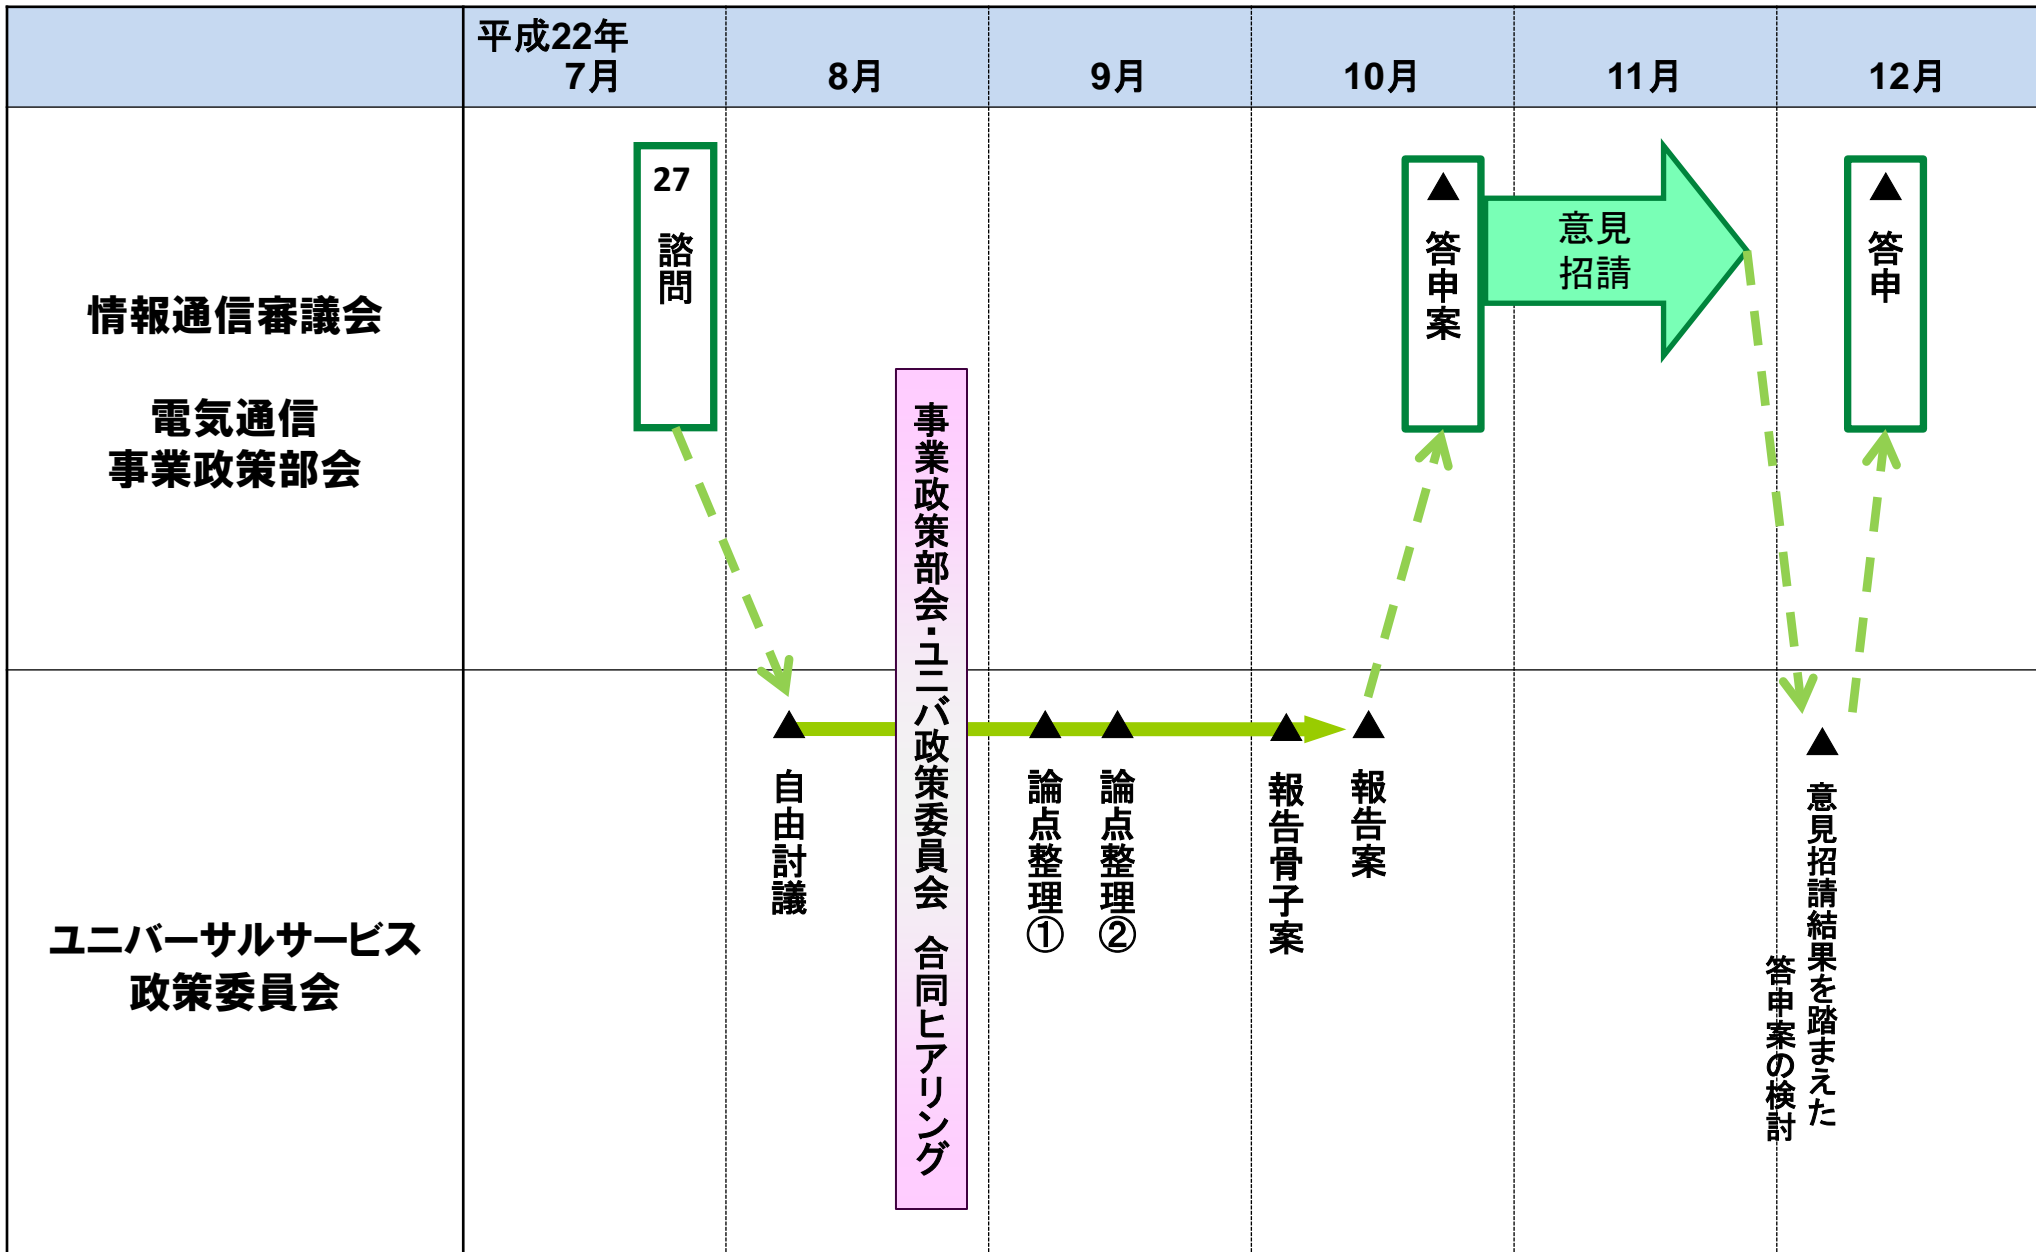 平成22年
7月
8月
9月
10月
11月
12月
情報通信審議会
電気通信
事業政策部会
27
諮問
▲
答申案
意見
招請
▲
答申
事業政策部会・ユニバ政策委員会　合同ヒアリング
ユニバーサルサービス
政策委員会
▲
自由討議
▲
論点整理①
▲
論点整理②
▲
報告骨子案
▲
報告案
▲
意見招請結果を踏まえた
答申案の検討